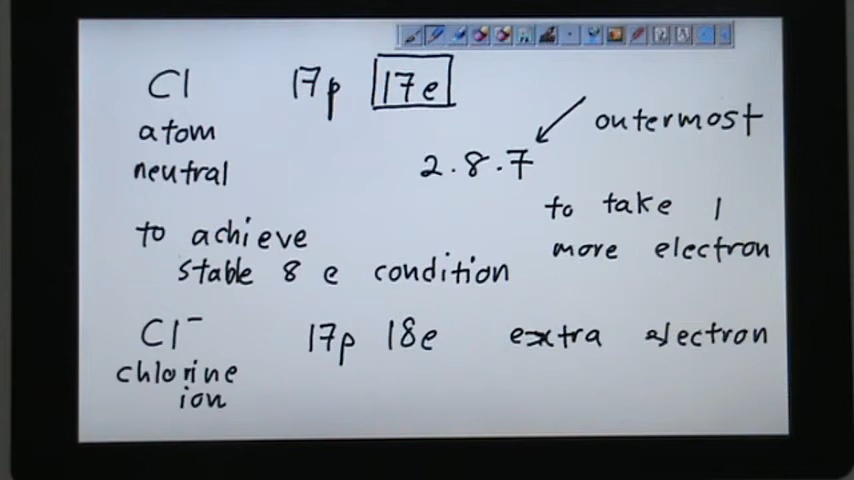 Cl 17p 17e
atom
outermost
neutral
2.8.7
to take 1
more electron
to achieve
stable 8 e condition
Cl⁻ 17p 18e extra electron
chlorine
ion